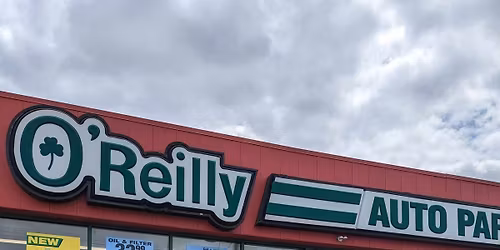 O'Reilly
AUTO PA
NEW
OIL & FILTER